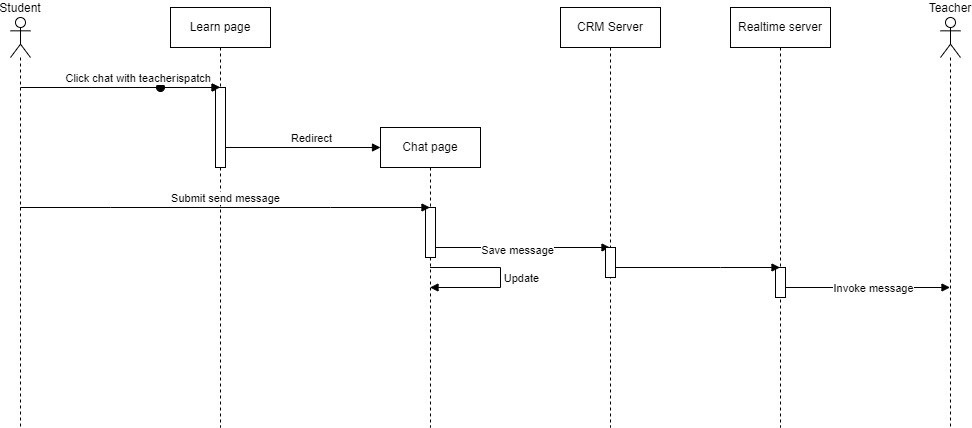 Student
Learn page
CRM Server
Realtime server
Teacher
Click chat with teacherispatch
Redirect
Chat page
Submit send message
Save message
Update
Invoke message